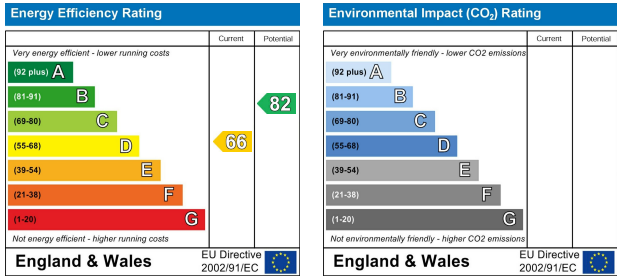 Energy Efficiency Rating
Current Potential
Very energy efficient - lower running costs
(92 plus) A
(81-91) B
(69-80) C
(55-68) D
(39-54) E
(21-38) F
(1-20) G
66
82
Not energy efficient - higher running costs
England & Wales
EU Directive
2002/91/EC
Environmental Impact (CO₂) Rating
Current Potential
Very environmentally friendly - lower CO2 emissions
(92 plus) A
(81-91) B
(69-80) C
(55-68) D
(39-54) E
(21-38) F
(1-20) G
Not environmentally friendly - higher CO2 emissions
England & Wales
EU Directive
2002/91/EC